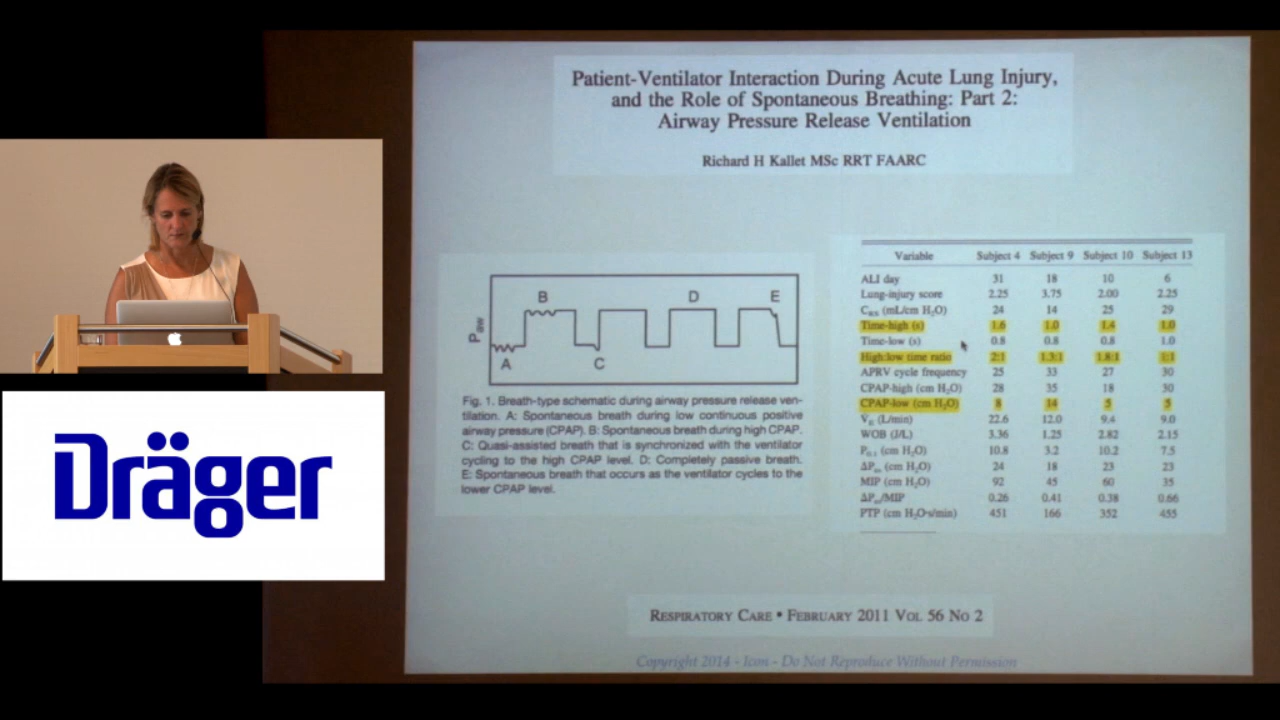 Patient-Ventilator Interaction During Acute Lung Injury,
and the Role of Spontaneous Breathing: Part 2:
Airway Pressure Release Ventilation
Richard H Kallet MSc RRT FAARC
Paw
A
B
C
D
E
Fig. 1. Breath-type schematic during airway pressure release ven-
tilation. A: Spontaneous breath during low continuous positive
airway pressure (CPAP). B: Spontaneous breath during high CPAP.
C: Quasi-assisted breath that is synchronized with the ventilator
cycling to the high CPAP level. D: Completely passive breath.
E: Spontaneous breath that occurs as the ventilator cycles to the
lower CPAP level.
Variable Subject 4 Subject 9 Subject 10 Subject 13
ALI day 31 18 10 6
Lung-injury score 2.25 3.75 2.00 2.25
(mL/cm H₂O) 24 14 25 29
Time-high (s) 1.6 1.0 1.4 1.0
Time-low (s) 0.8 0.8 0.8 1.0
High:low time ratio 2:1 1.3:1 1.8:1 1:1
APRV cycle frequency 25 33 27 30
CPAP-high (cm H₂O) 28 35 18 30
CPAP-low (cm H₂O) 8 14 5 5
(L/min) 22.6 12.0 9.4 9.0
WOB (J/L) 3.36 1.25 2.82 2.15
P₀.₁ (cm H₂O) 10.8 3.2 10.2 7.5
(cm H₂O) 24 18 23 23
MIP (cm H₂O) 92 45 60 35
/MIP 0.26 0.41 0.38 0.66
PTP (cm H₂O·s/min) 451 166 352 455
RESPIRATORY CARE • FEBRUARY 2011 VOL 56 NO 2
Copyright 2014 - Icon - Do Not Reproduce Without Permission
Dräger